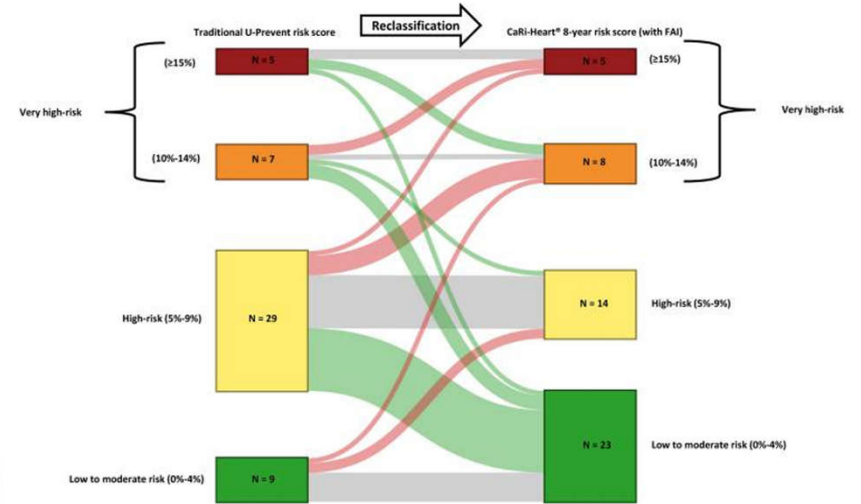 Traditional U-Prevent risk score
Reclassification
CaRi-Heart® 8-year risk score (with FAI)
(≥15%)
N = 5
N = 5
(≥15%)
Very high-risk
Very high-risk
(10%-14%)
N = 7
N = 8
(10%-14%)
High-risk (5%-9%)
N = 29
N = 14
High-risk (5%-9%)
N = 23
Low to moderate risk (0%-4%)
Low to moderate risk (0%-4%)
N = 9